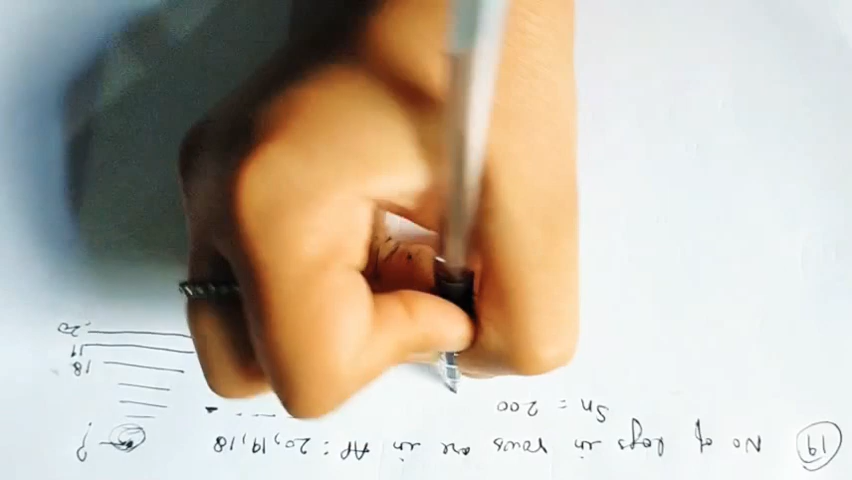 19 No of logs in rows are in AP : 20, 19, 18 ---
Sn = 200
?
18
19
20